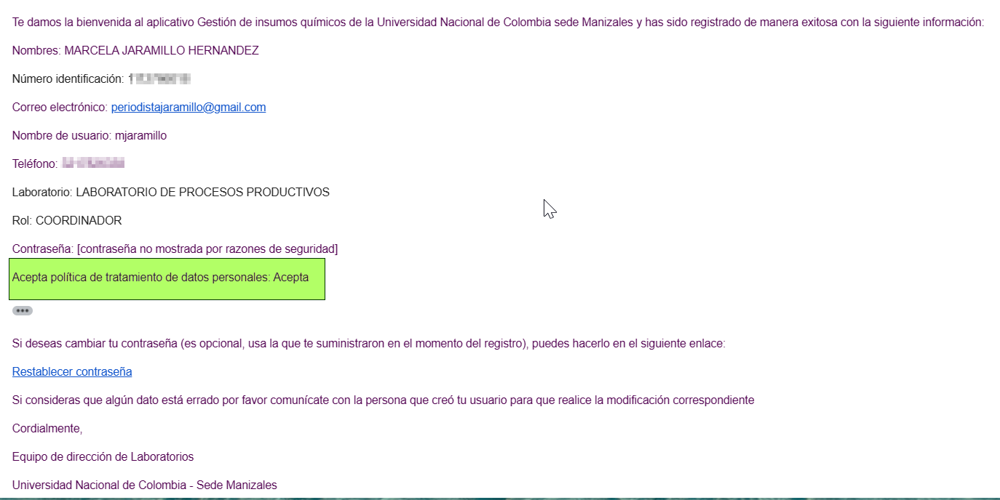 Te damos la bienvenida al aplicativo Gestión de insumos químicos de la Universidad Nacional de Colombia sede Manizales y has sido registrado de manera exitosa con la siguiente información:
Nombres: MARCELA JARAMILLO HERNANDEZ
Número identificación:
Correo electrónico: periodistajaramillo@gmail.com
Nombre de usuario: mjaramillo
Teléfono:
Laboratorio: LABORATORIO DE PROCESOS PRODUCTIVOS
Rol: COORDINADOR
Contraseña: [contraseña no mostrada por razones de seguridad]
Acepta política de tratamiento de datos personales: Acepta
Si deseas cambiar tu contraseña (es opcional, usa la que te suministraron en el momento del registro), puedes hacerlo en el siguiente enlace:
Restablecer contraseña
Si consideras que algún dato está errado por favor comunícate con la persona que creó tu usuario para que realice la modificación correspondiente
Cordialmente,
Equipo de dirección de Laboratorios
Universidad Nacional de Colombia - Sede Manizales